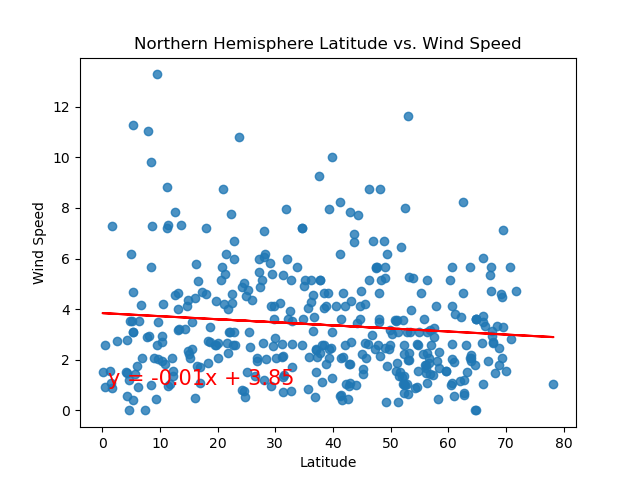 Northern Hemisphere Latitude vs. Wind Speed
Wind Speed
12
10
8
6
4
2
0
y = -0.01x + 3.85
0 10 20 30 40 50 60 70 80
Latitude